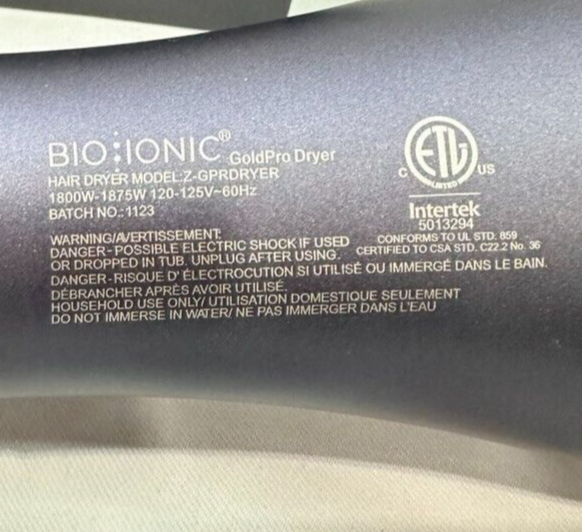 BIO IONIC® GoldPro Dryer
HAIR DRYER MODEL:Z-GPRDRYER
1800W-1875W 120-125V~60Hz
BATCH NO.:1123
WARNING/AVERTISSEMENT:
DANGER-POSSIBLE ELECTRIC SHOCK IF USED
OR DROPPED IN TUB. UNPLUG AFTER USING.
DANGER-RISQUE D' ÉLECTROCUTION SI UTILISÉ OU IMMERGÉ DANS LE BAIN.
DÉBRANCHER APRÈS AVOIR UTILISÉ.
HOUSEHOLD USE ONLY/ UTILISATION DOMESTIQUE SEULEMENT
DO NOT IMMERSE IN WATER/ NE PAS IMMERGER DANS L'EAU
C ETL US
LISTED
Intertek
5013294
CONFORMS TO UL STD. 859
CERTIFIED TO CSA STD. C22.2 No. 36